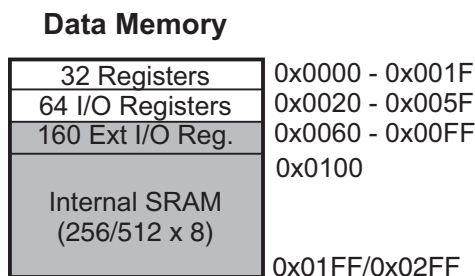 Data Memory
32 Registers 0x0000 - 0x001F
64 I/O Registers 0x0020 - 0x005F
160 Ext I/O Reg. 0x0060 - 0x00FF
0x0100
Internal SRAM
(256/512 x 8)
0x01FF/0x02FF